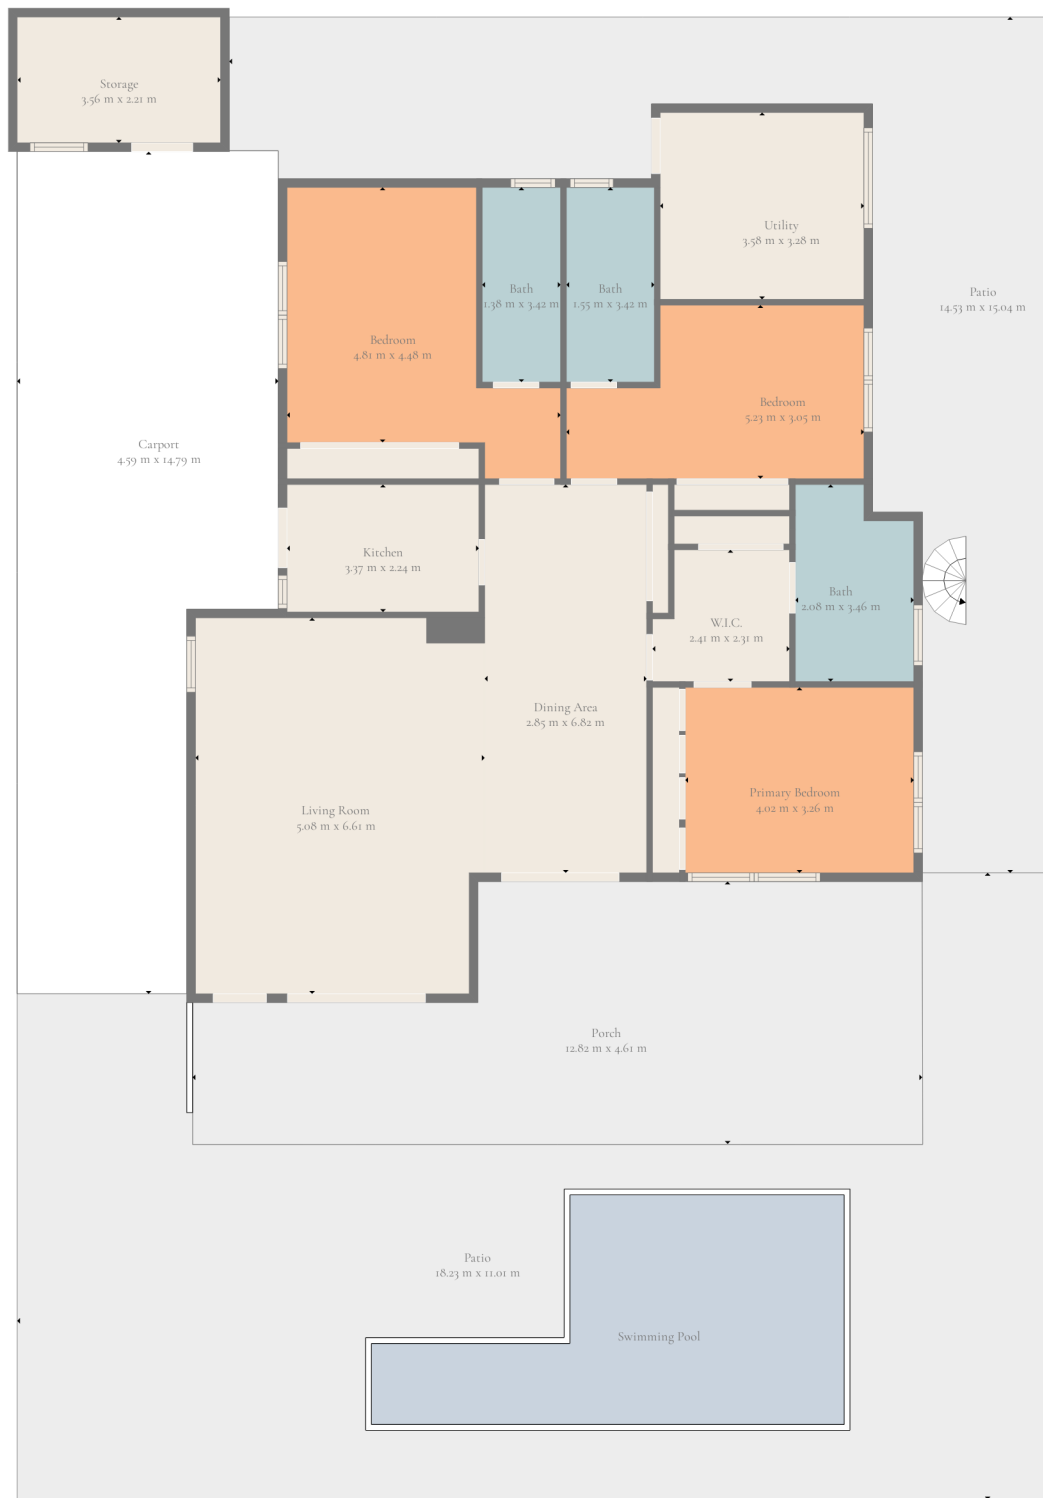 Storage
3.56 m x 2.21 m
Utility
3.58 m x 3.28 m
Bath
1.38 m x 3.42 m
Bath
1.55 m x 3.42 m
Patio
14.53 m x 15.04 m
Bedroom
4.81 m x 4.48 m
Bedroom
5.23 m x 3.05 m
Carport
4.59 m x 14.79 m
Kitchen
3.37 m x 2.24 m
Bath
2.08 m x 3.46 m
W.I.C.
2.41 m x 2.31 m
Dining Area
2.85 m x 6.82 m
Primary Bedroom
4.02 m x 3.26 m
Living Room
5.08 m x 6.61 m
Porch
12.82 m x 4.61 m
Patio
18.23 m x 11.01 m
Swimming Pool